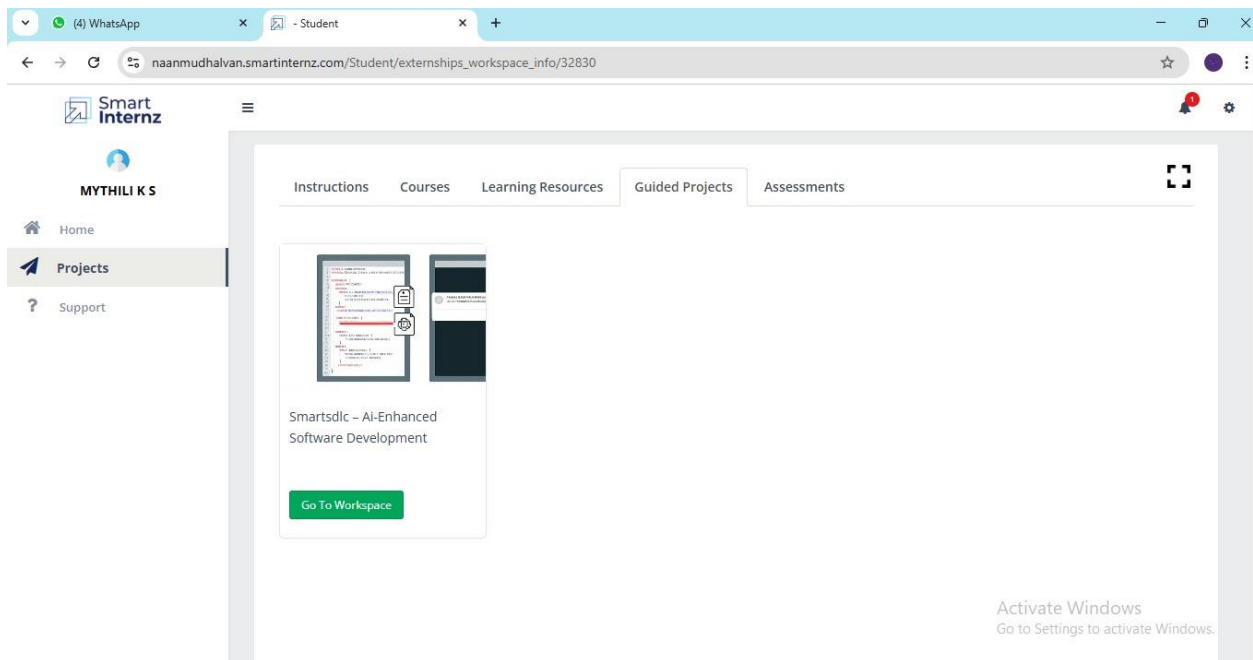 (4) WhatsApp
- Student
naanmudhalvan.smartinternz.com/Student/externships_workspace_info/32830
Smart
Internz
1
MYTHILI K S
Home
Projects
Support
Instructions Courses Learning Resources Guided Projects Assessments
Smartsdlc – Ai-Enhanced
Software Development
Go To Workspace
Activate Windows
Go to Settings to activate Windows.